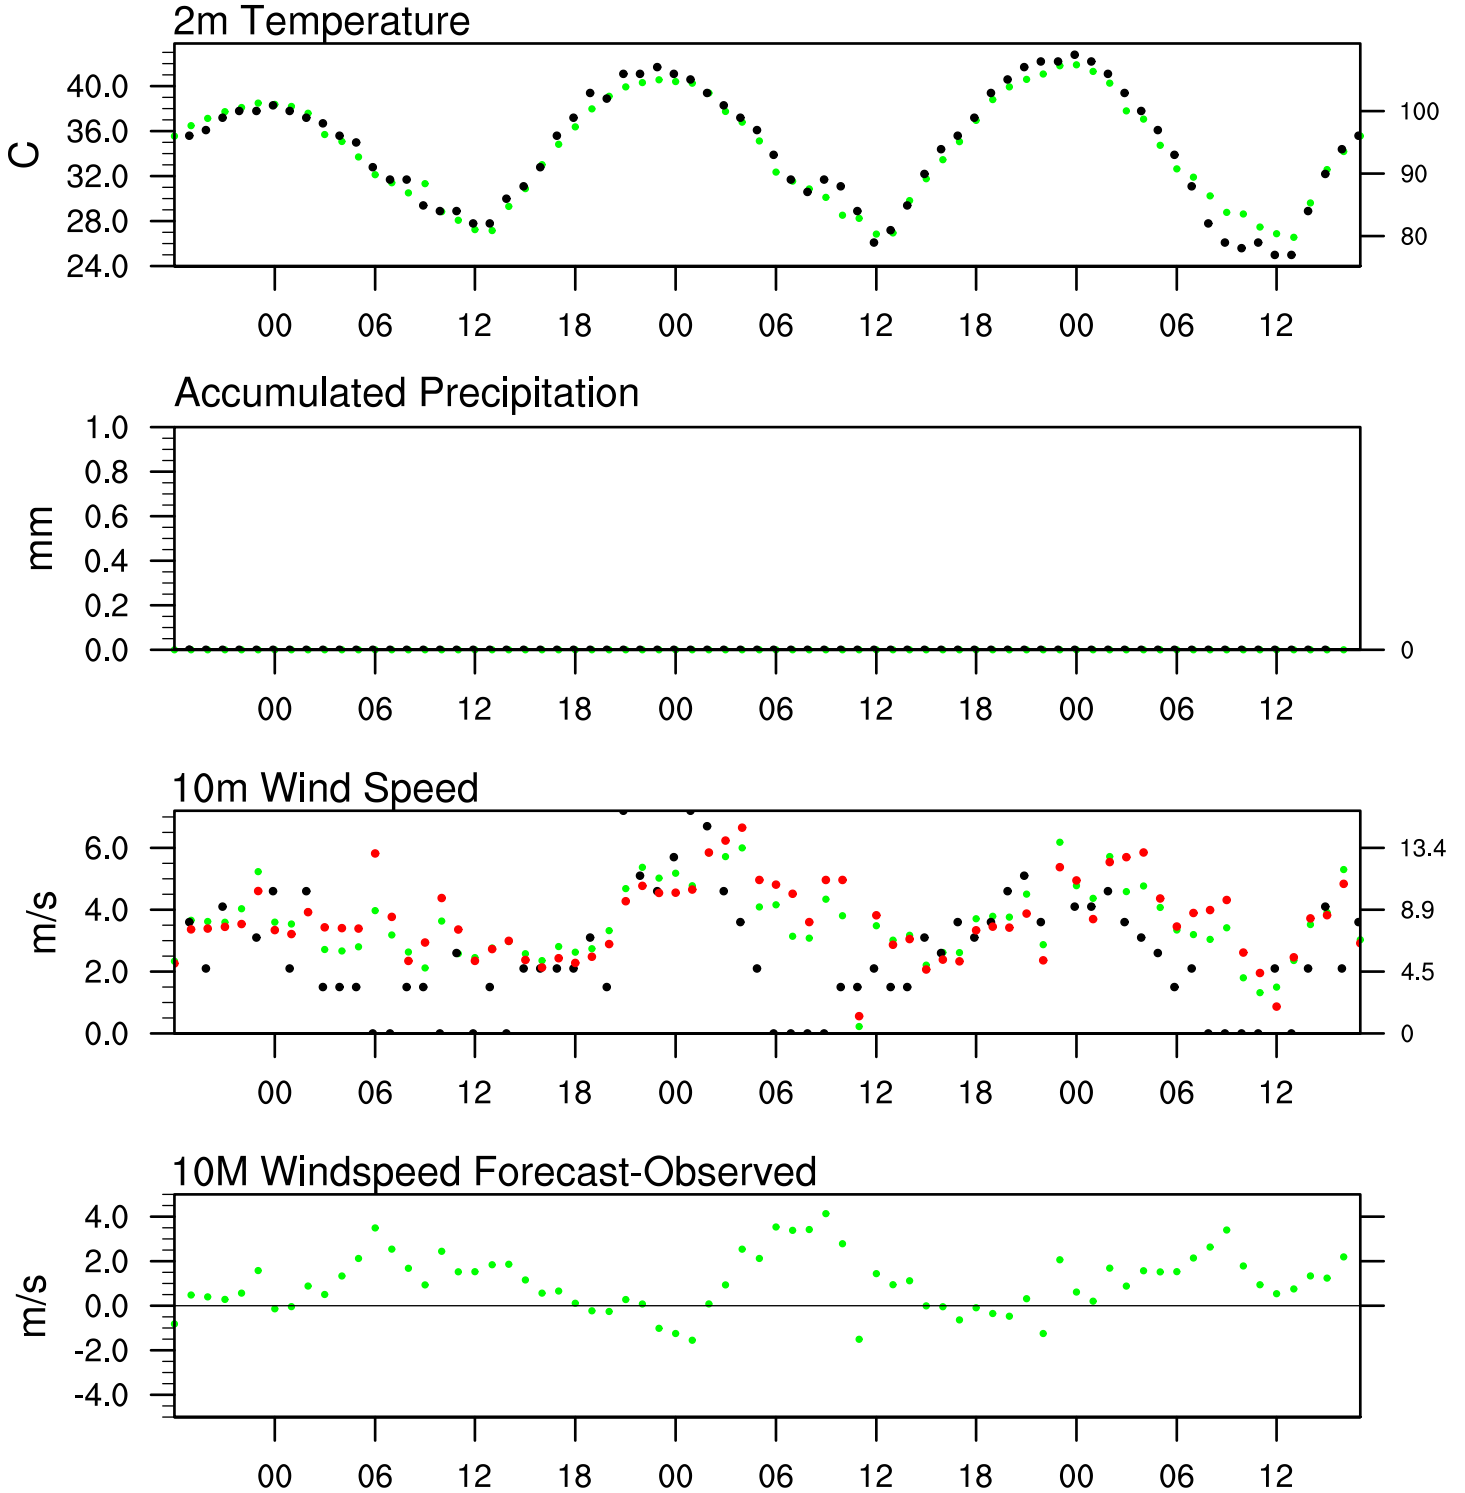 2m Temperature
C
40.0
36.0
32.0
28.0
24.0
100
90
80
00 06 12 18 00 06 12 18 00 06 12
Accumulated Precipitation
mm
1.0
0.8
0.6
0.4
0.2
0.0
0
00 06 12 18 00 06 12 18 00 06 12
10m Wind Speed
m/s
6.0
4.0
2.0
0.0
13.4
8.9
4.5
0
00 06 12 18 00 06 12 18 00 06 12
10M Windspeed Forecast-Observed
m/s
4.0
2.0
0.0
-2.0
-4.0
00 06 12 18 00 06 12 18 00 06 12